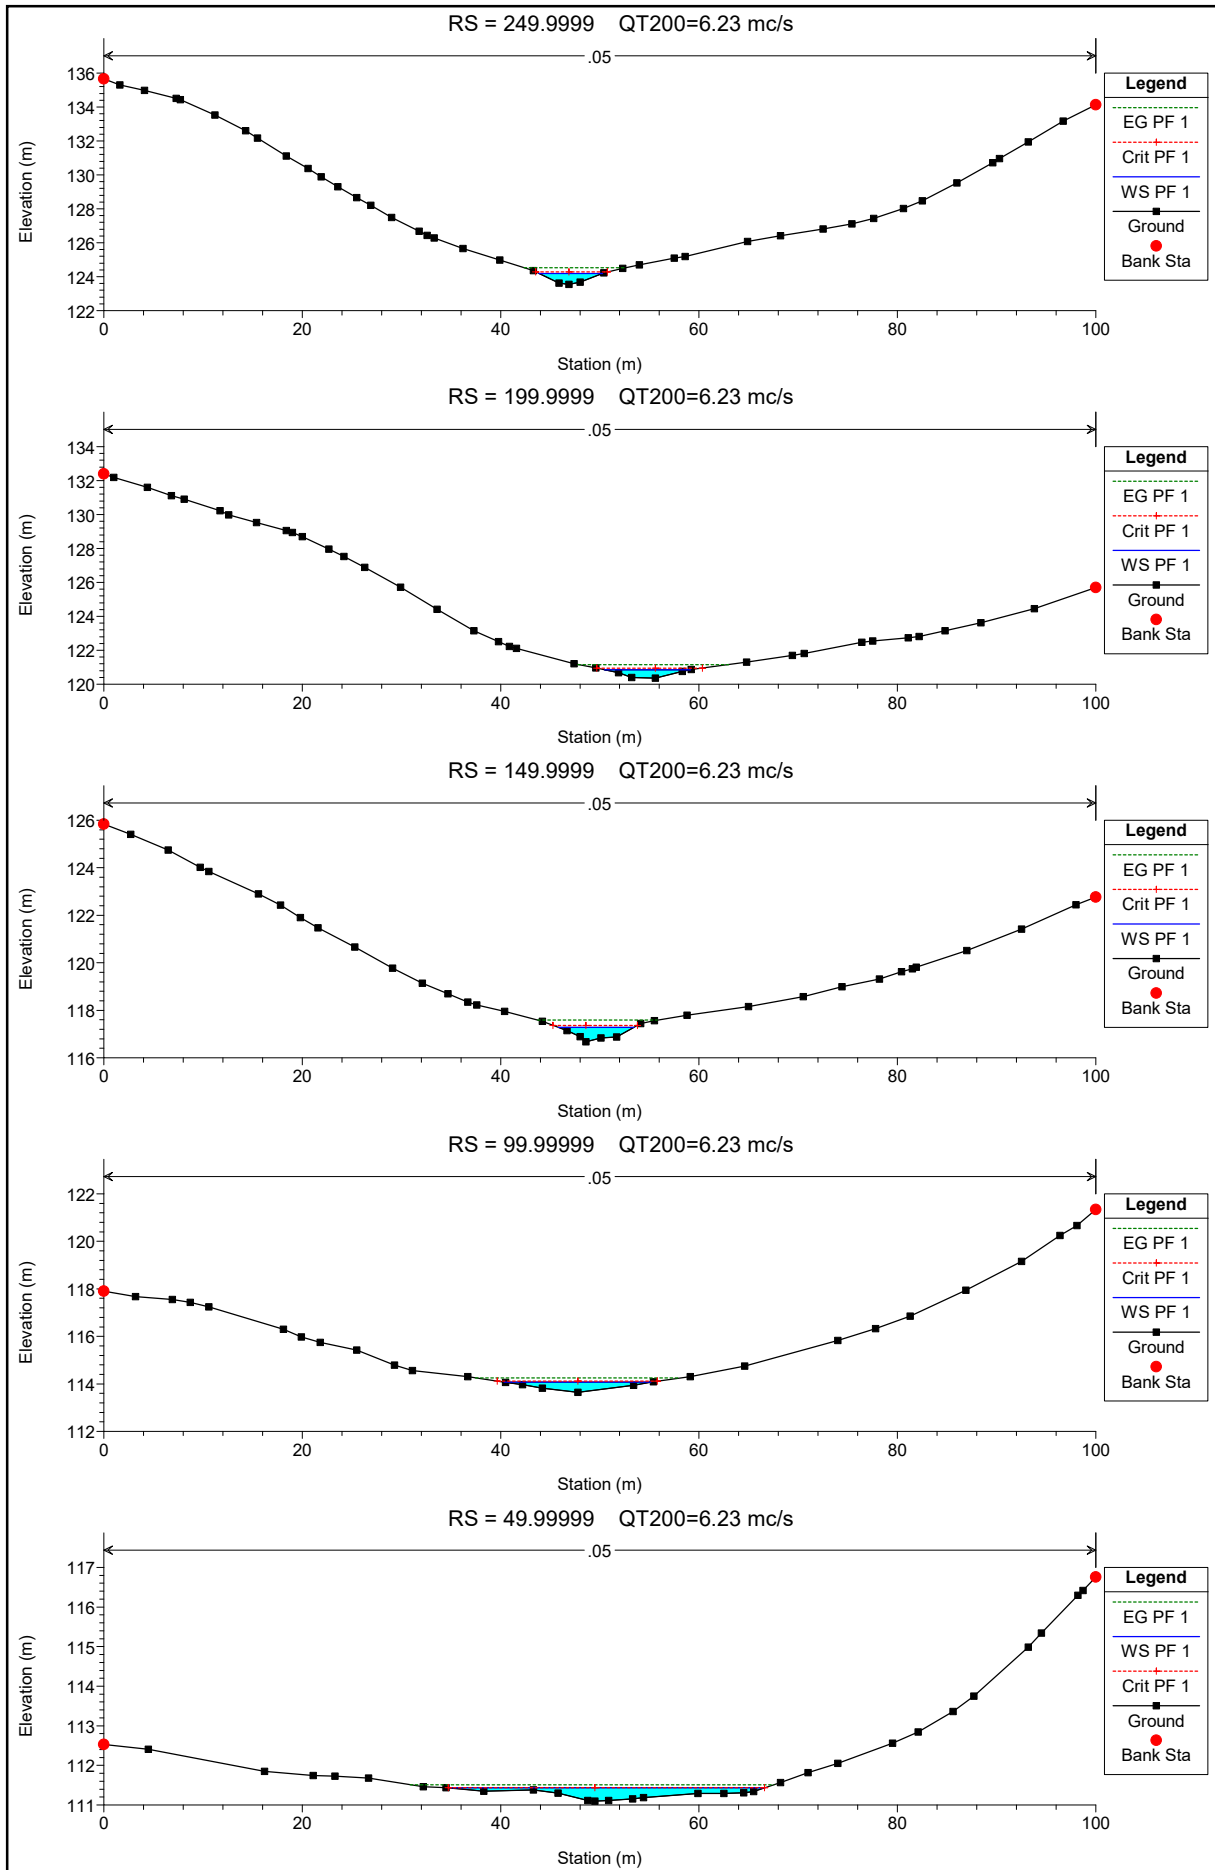 RS = 249.9999 QT200=6.23 mc/s
.05
136
134
132
130
128
126
124
122
Elevation (m)
0 20 40 60 80 100
Station (m)
Legend
EG PF 1
Crit PF 1
WS PF 1
Ground
Bank Sta
RS = 199.9999 QT200=6.23 mc/s
.05
134
132
130
128
126
124
122
120
Elevation (m)
0 20 40 60 80 100
Station (m)
Legend
EG PF 1
Crit PF 1
WS PF 1
Ground
Bank Sta
RS = 149.9999 QT200=6.23 mc/s
.05
126
124
122
120
118
116
Elevation (m)
0 20 40 60 80 100
Station (m)
Legend
EG PF 1
Crit PF 1
WS PF 1
Ground
Bank Sta
RS = 99.99999 QT200=6.23 mc/s
.05
122
120
118
116
114
112
Elevation (m)
0 20 40 60 80 100
Station (m)
Legend
EG PF 1
Crit PF 1
WS PF 1
Ground
Bank Sta
RS = 49.99999 QT200=6.23 mc/s
.05
117
116
115
114
113
112
111
Elevation (m)
0 20 40 60 80 100
Station (m)
Legend
EG PF 1
WS PF 1
Crit PF 1
Ground
Bank Sta